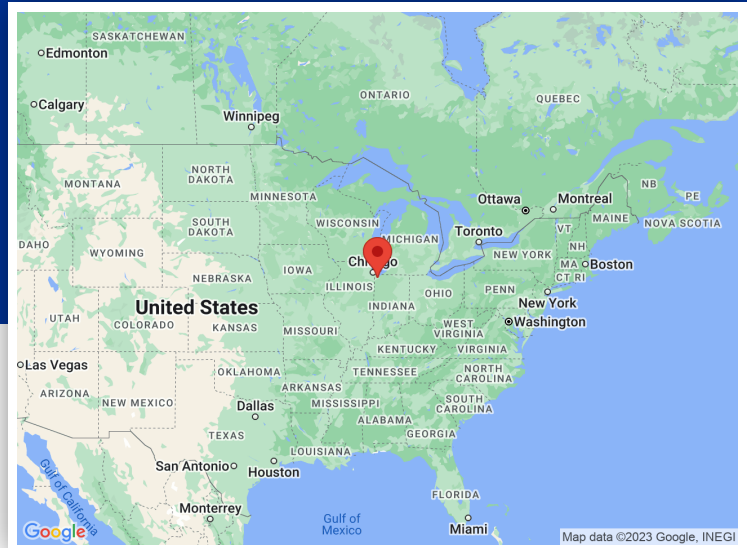 SASKATCHEWAN
Edmonton
Calgary
ONTARIO
QUEBEC
Winnipeg
NORTH
DAKOTA
MONTANA
MINNESOTA
Ottawa
Montreal
NB
PE
MAINE
NOVA SCOTIA
SOUTH
DAKOTA
WISCONSIN
MICHIGAN
Toronto
VT
NH
DAHO
WYOMING
NEW YORK
MA
Boston
CT RI
Chicago
IOWA
NEBRASKA
ILLINOIS
INDIANA
OHIO
PENN
New York
United States
UTAH
COLORADO
KANSAS
MISSOURI
WEST
VIRGINIA
Washington
KENTUCKY
VIRGINIA
Las Vegas
OKLAHOMA
TENNESSEE
NORTH
CAROLINA
ARIZONA
NEW MEXICO
ARKANSAS
MISSISSIPPI
SOUTH
CAROLINA
Dallas
ALABAMA
GEORGIA
TEXAS
LOUISIANA
San Antonio
Houston
Gulf of California
FLORIDA
Monterrey
Gulf of
Mexico
Miami
Google
Map data ©2023 Google, INEGI